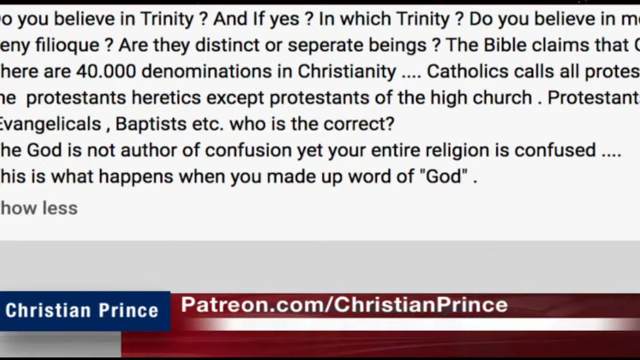 o you believe in Trinity ? And If yes ? In which Trinity ? Do you believe in
eny filioque ? Are they distinct or seperate beings ? The Bible claims that
here are 40.000 denominations in Christianity .... Catholics calls all
he protestants heretics except protestants of the high church . Protestant
Evangelicals , Baptists etc. who is the correct?
he God is not author of confusion yet your entire religion is confused ....
his is what happens when you made up word of "God" .
how less
Christian Prince
Patreon.com/ChristianPrince